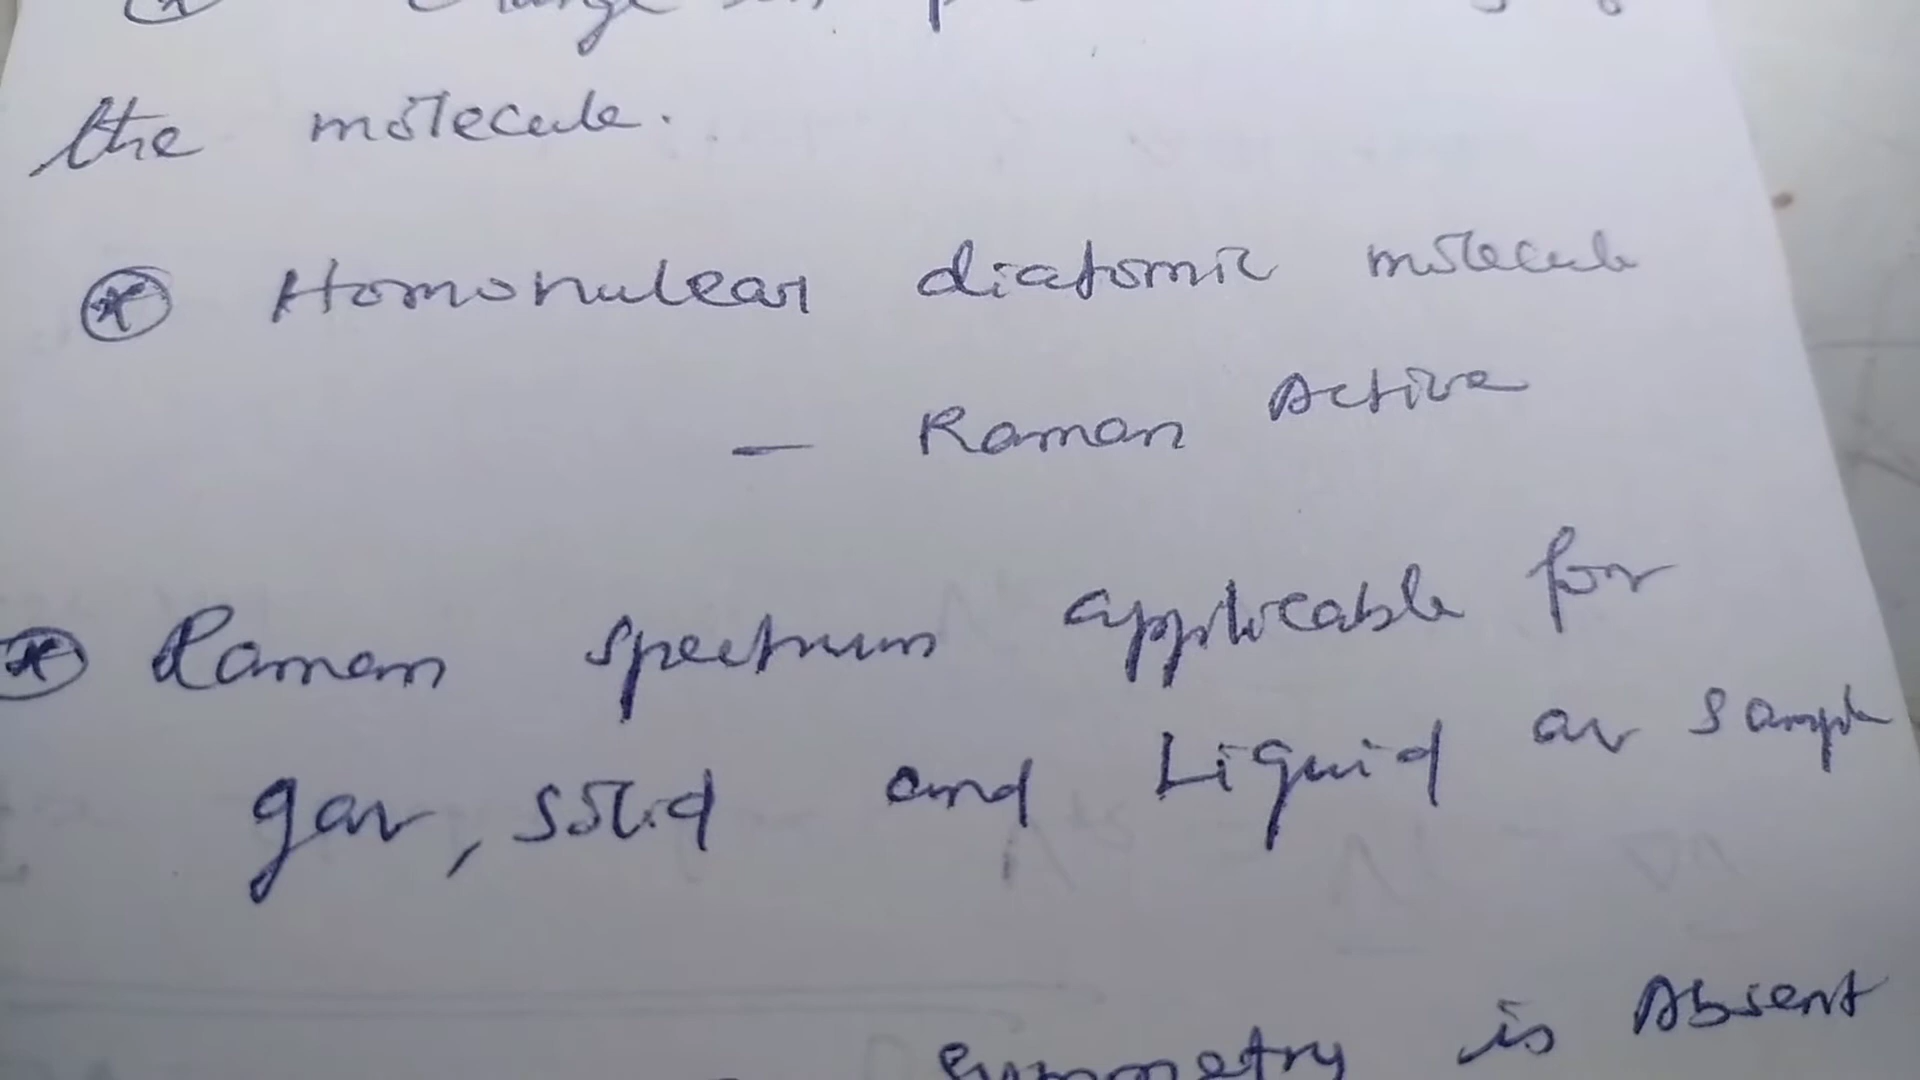 the molecule.
Homonulear diatomic molecule
— Raman Active
Raman spectrum applicable for
gas, solid and Liquid as sample
symmetry is Absent